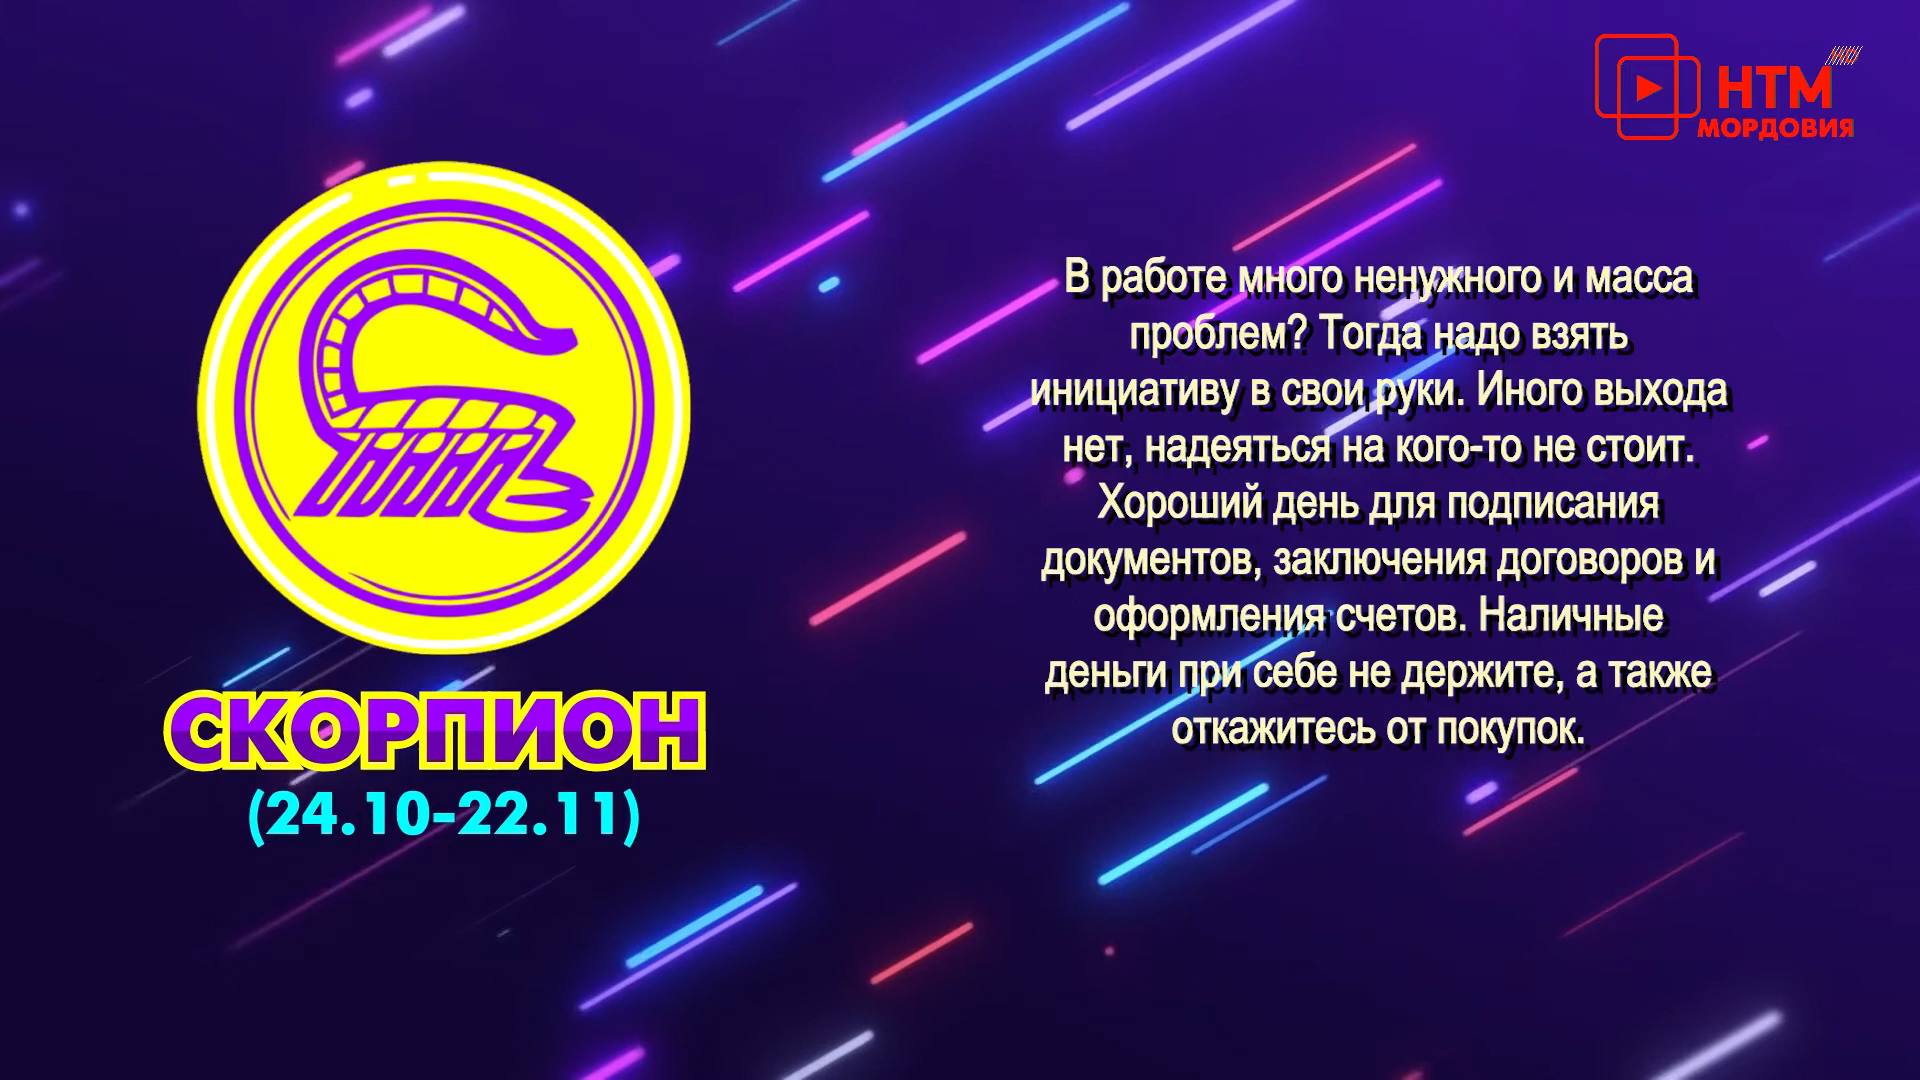 НТМ
МОРДОВИЯ
В работе много ненужного и масса
проблем? Тогда надо взять
инициативу в свои руки. Иного выхода
нет, надеяться на кого-то не стоит.
Хороший день для подписания
документов, заключения договоров и
оформления счетов. Наличные
деньги при себе не держите, а также
откажитесь от покупок.
СКОРПИОН
(24.10-22.11)